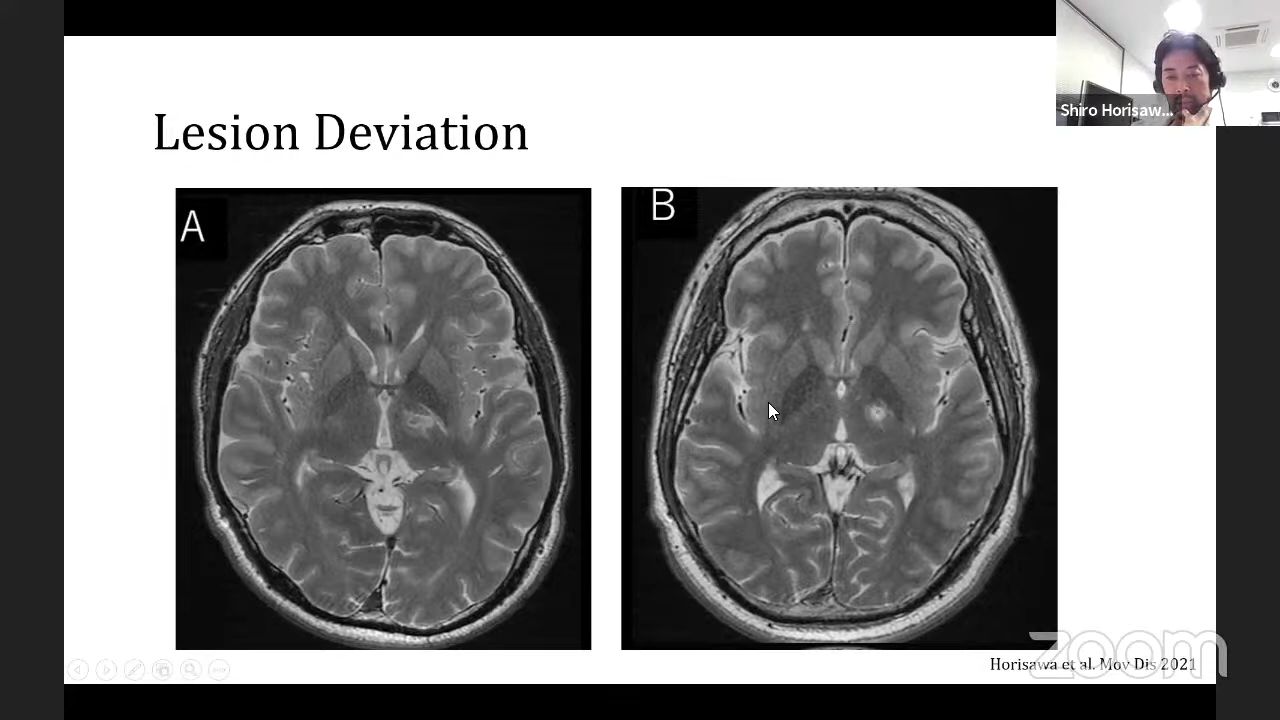 Shiro Horisaw...
Lesion Deviation
A
B
Horisawa et al. Mov Dis 2021
zoom